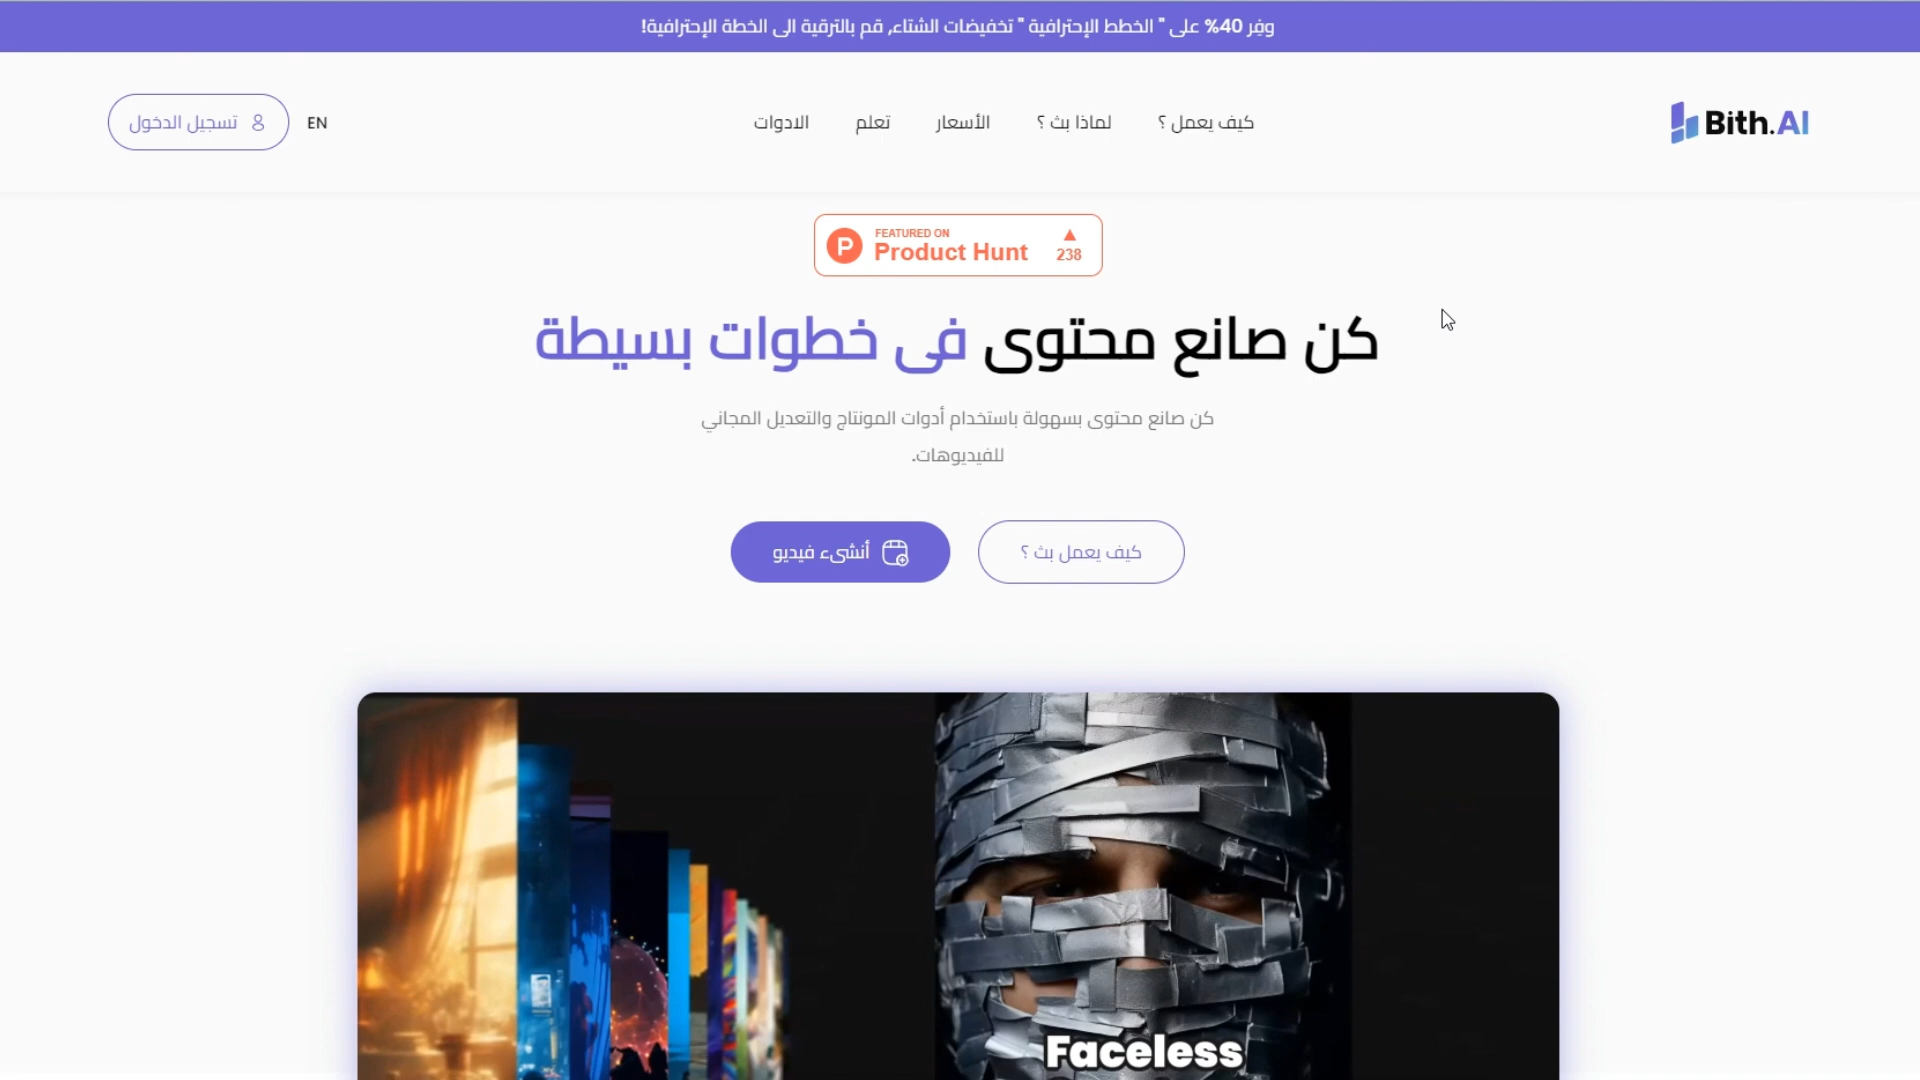 وفِر 40% على " الخطط الإحترافية " تخفيضات الشتاء, قم بالترقية الى الخطة الإحترافية!
Bith.AI
كيف يعمل ؟ لماذا بث ؟ الأسعار تعلم الادوات
EN تسجيل الدخول
FEATURED ON
Product Hunt
238
كن صانع محتوى فى خطوات بسيطة
كن صانع محتوى بسهولة باستخدام أدوات المونتاج والتعديل المجاني
للفيديوهات.
كيف يعمل بث ؟ أنشىء فيديو
Faceless